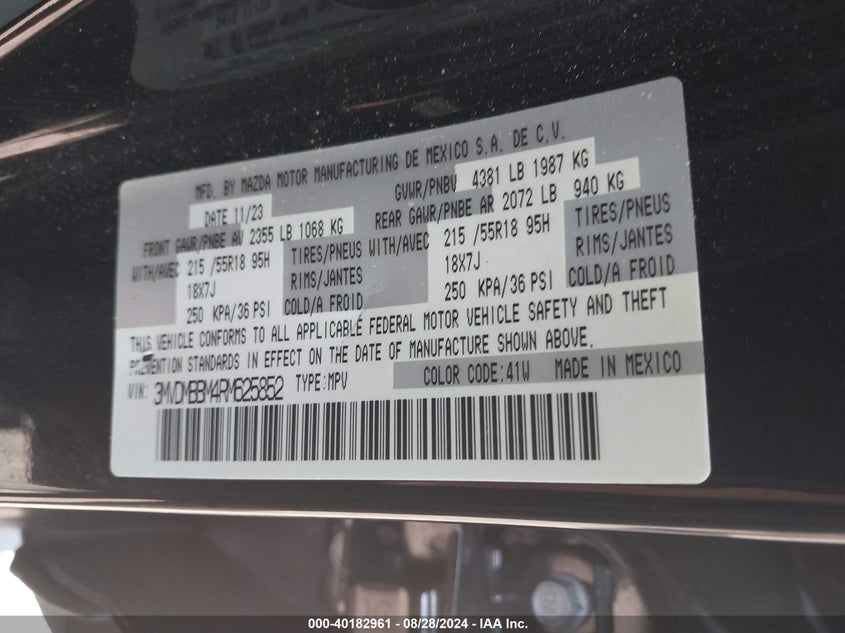 MFD. BY MAZDA MOTOR MANUFACTURING DE MEXICO S.A. DE C.V.
DATE 11/23 GVWR/PNBV 4381 LB 1987 KG
FRONT GAWR/PNBE AV 2355 LB 1068 KG REAR GAWR/PNBE AR 2072 LB 940 KG
WITH/AVEC 215 /55R18 95H TIRES/PNEUS WITH/AVEC 215 /55R18 95H TIRES/PNEUS
18X7J RIMS/JANTES 18X7J RIMS/JANTES
250 KPA/36 PSI COLD/A FROID 250 KPA/36 PSI COLD/A FROID
THIS VEHICLE CONFORMS TO ALL APPLICABLE FEDERAL MOTOR VEHICLE SAFETY AND THEFT
PREVENTION STANDARDS IN EFFECT ON THE DATE OF MANUFACTURE SHOWN ABOVE.
VIN: 3MVDMBBM4RM625852 TYPE:MPV COLOR CODE:41W MADE IN MEXICO
000-40182961 - 08/28/2024 - IAA Inc.